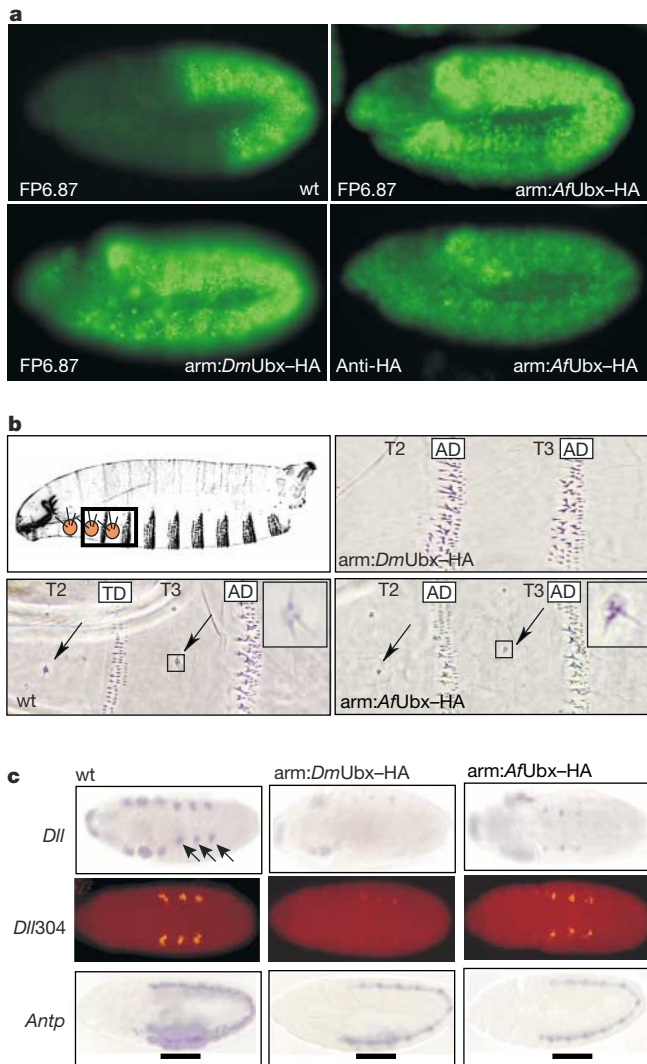 a
FP6.87 wt
FP6.87 arm:AfUbx–HA
FP6.87 arm:DmUbx–HA
Anti-HA arm:AfUbx–HA
b
T2 AD T3 AD
arm:DmUbx–HA
T2 TD T3 AD
wt
T2 AD T3 AD
arm:AfUbx–HA
c
wt arm:DmUbx–HA arm:AfUbx–HA
Dll
Dll304
Antp